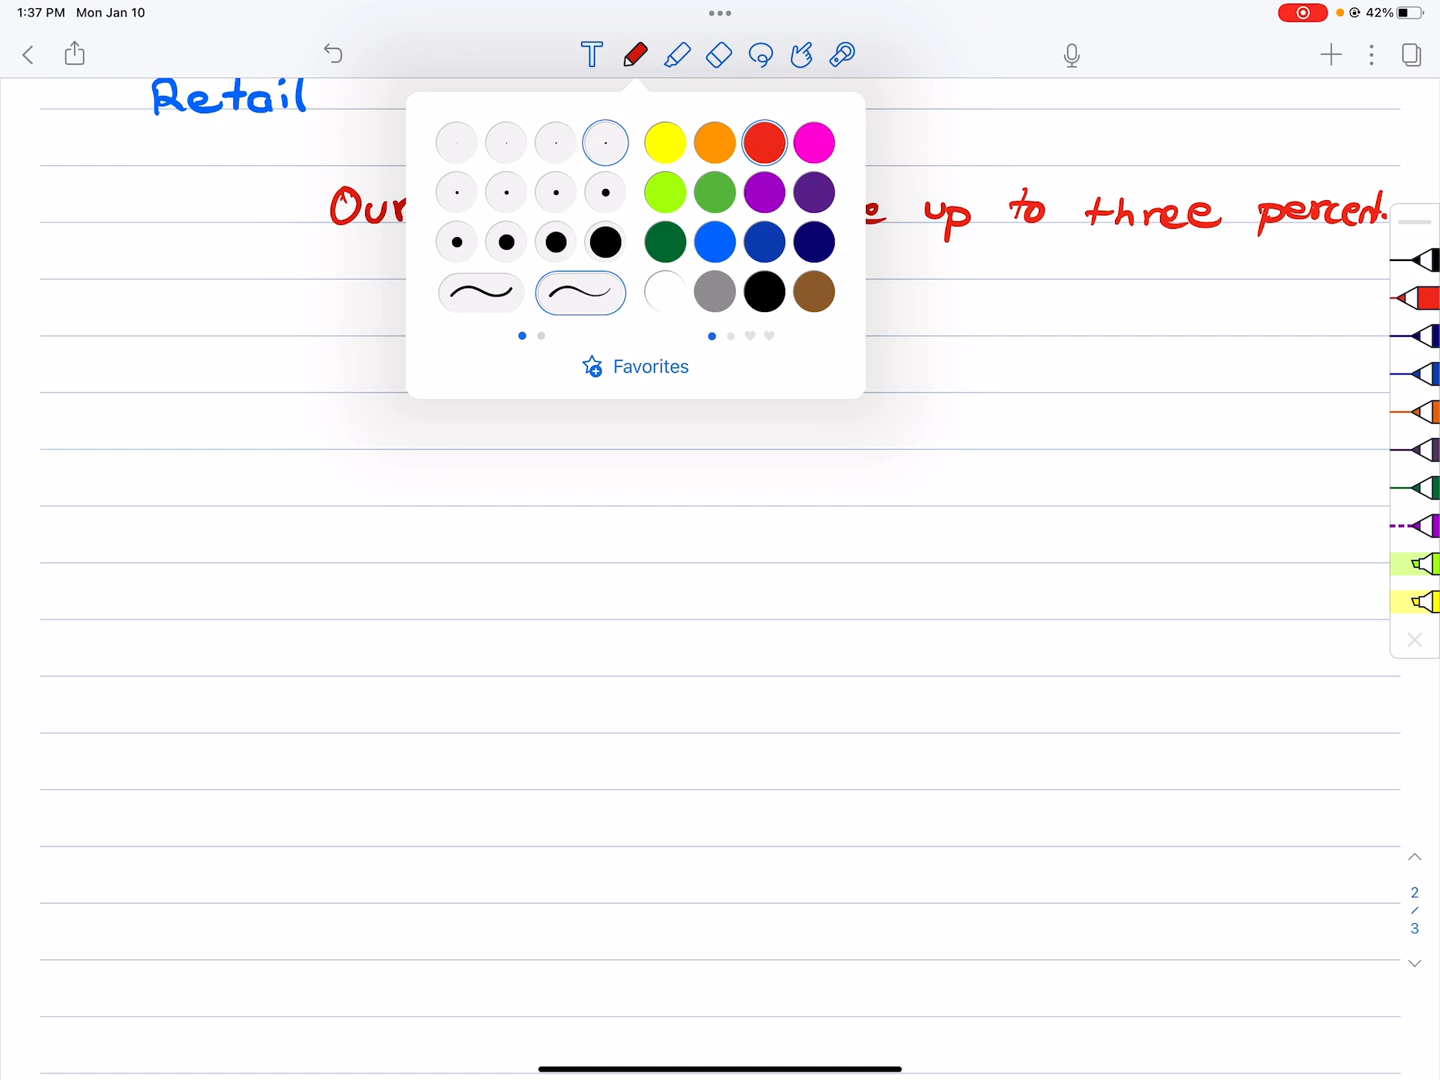 1:37 PM Mon Jan 10
42%
Retail
Our up to three percent.
Favorites
2
/
3